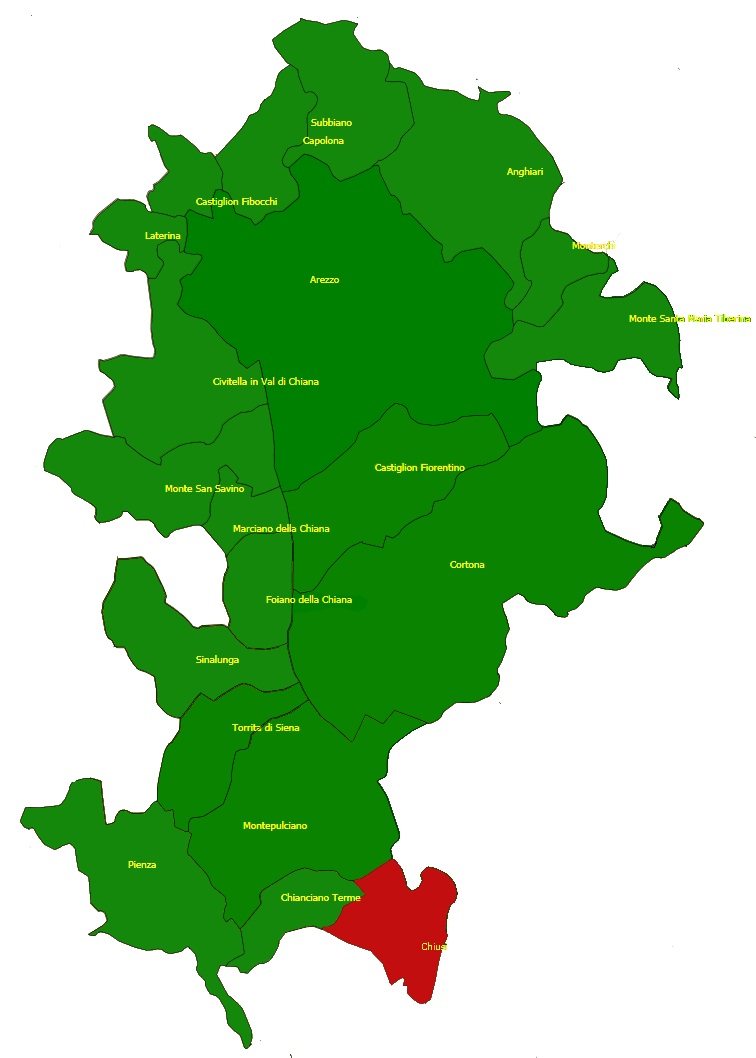 Subbiano
Capolona
Anghiari
Castiglion Fibocchi
Laterina
Monterchi
Arezzo
Monte Santa Maria Tiberina
Civitella in Val di Chiana
Castiglion Fiorentino
Monte San Savino
Marciano della Chiana
Cortona
Foiano della Chiana
Sinalunga
Torrita di Siena
Montepulciano
Pienza
Chianciano Terme
Chiusi